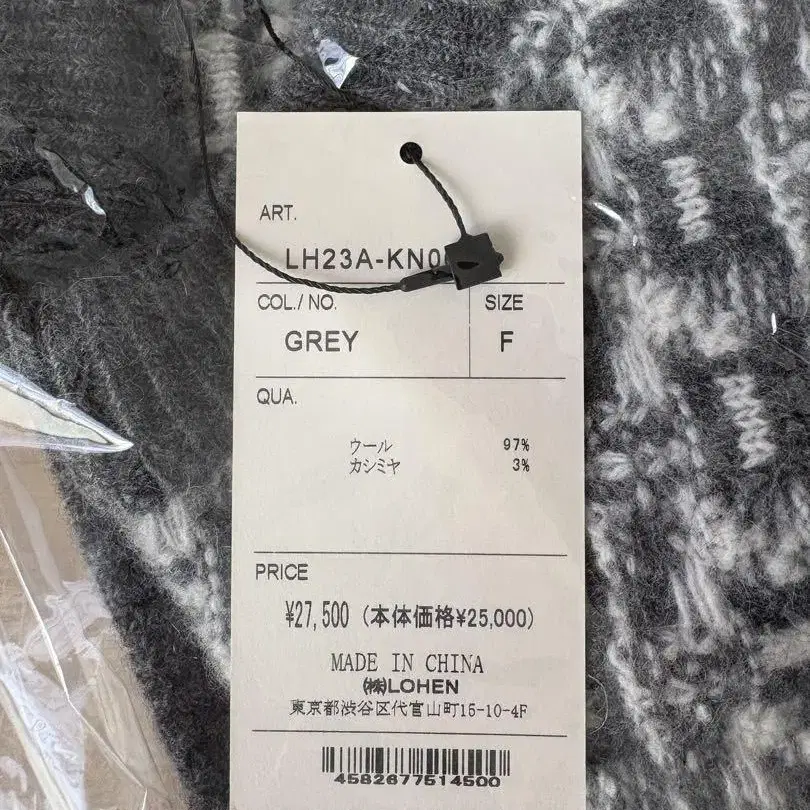 ART.
LH23A-KN0
COL./NO.
SIZE
GREY
F
QUA.
ウール 97%
カシミヤ 3%
PRICE
¥27,500 (本体価格¥25,000)
MADE IN CHINA
㈱LOHEN
東京都渋谷区代官山町15-10-4F
4582677514500